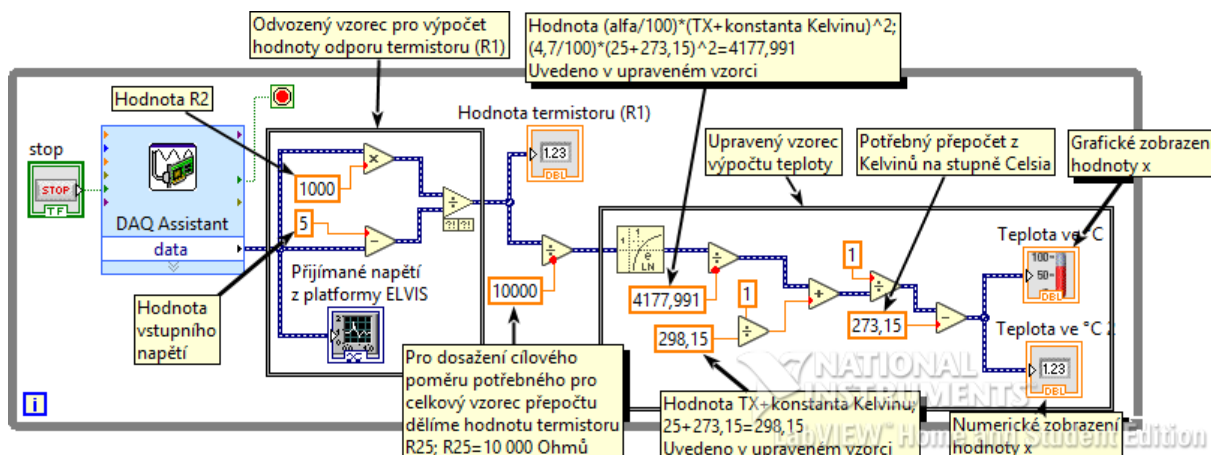 Odvozený vzorec pro výpočet
hodnoty odporu termistoru (R1)
Hodnota (alfa/100)*(TX+konstanta Kelvinu)^2;
(4,7/100)*(25+273,15)^2=4177,991
Uvedeno v upraveném vzorci
Hodnota R2
Hodnota termistoru (R1)
1.23
DBL
Upravený vzorec
výpočtu teploty
Potřebný přepočet z
Kelvinů na stupně Celsia
Grafické zobrazení
hodnoty x
stop
STOP
TF
DAQ Assistant
data
1000
5
Přijímané napětí
z platformy ELVIS
Hodnota
vstupního
napětí
10000
LN
4177,991
1
298,15
1
273,15
Teplota ve °C
100
50
DBL
Teplota ve °C 2
1.23
DBL
Pro dosažení cílového
poměru potřebného pro
celkový vzorec přepočtu
dělíme hodnotu termistoru
R25; R25=10 000 Ohmů
Hodnota TX+konstanta Kelvinu;
25+273,15=298,15
Uvedeno v upraveném vzorci
Numerické zobrazení
hodnoty x
i
NATIONAL
INSTRUMENTS
LabVIEW™ Home and Student Edition